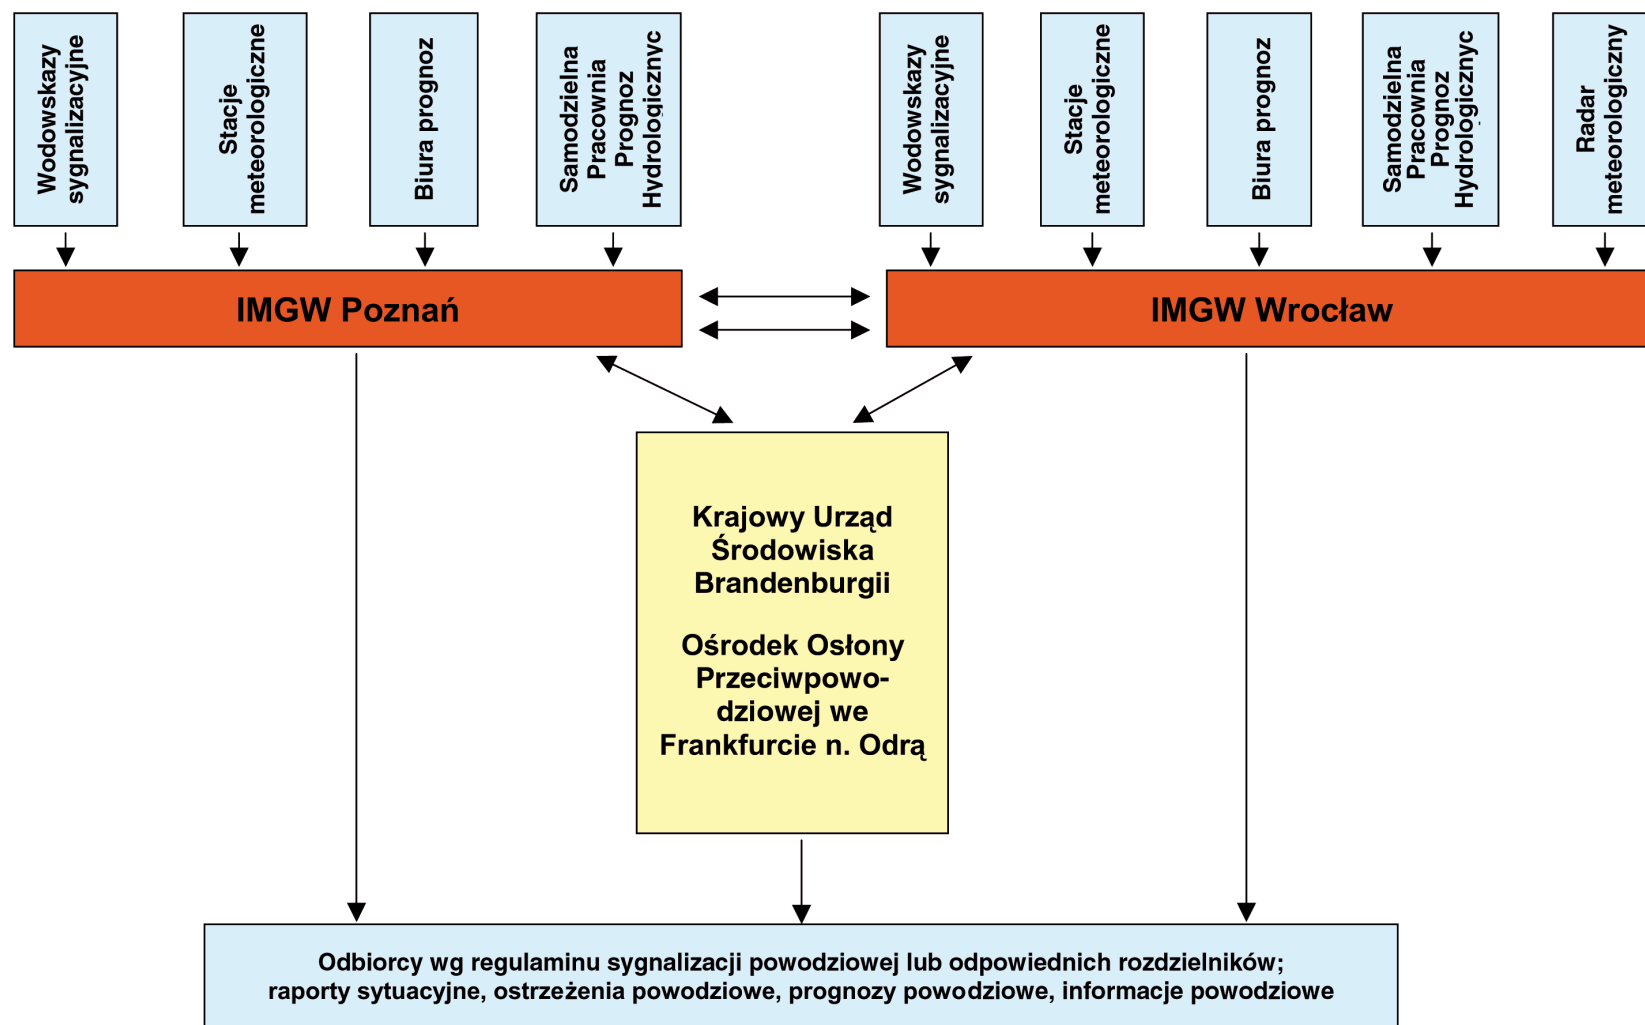 Wodowskazy
sygnalizacyjne
Stacje
meteorologiczne
Biura prognoz
Samodzielna
Pracownia
Prognoz
Hydrologicznyc
Wodowskazy
sygnalizacyjne
Stacje
meteorologiczne
Biura prognoz
Samodzielna
Pracownia
Prognoz
Hydrologicznyc
Radar
meteorologiczny
IMGW Poznań
IMGW Wrocław
Krajowy Urząd
Środowiska
Brandenburgii
Ośrodek Osłony
Przeciwpowo-
dziowej we
Frankfurcie n. Odrą
Odbiorcy wg regulaminu sygnalizacji powodziowej lub odpowiednich rozdzielników;
raporty sytuacyjne, ostrzeżenia powodziowe, prognozy powodziowe, informacje powodziowe